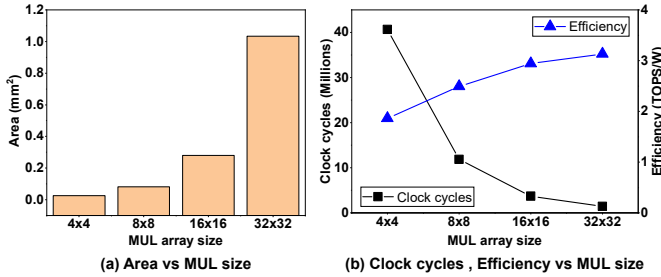 1.2
1.0
0.8
0.6
0.4
0.2
0.0
Area (mm²)
4x4 8x8 16x16 32x32
MUL array size
(a) Area vs MUL size
50
40
30
20
10
0
Clock cycles (Millions)
Efficiency
Clock cycles
4
3
2
1
0
Efficiency (TOPS/W)
4x4 8x8 16x16 32x32
MUL array size
(b) Clock cycles , Efficiency vs MUL size